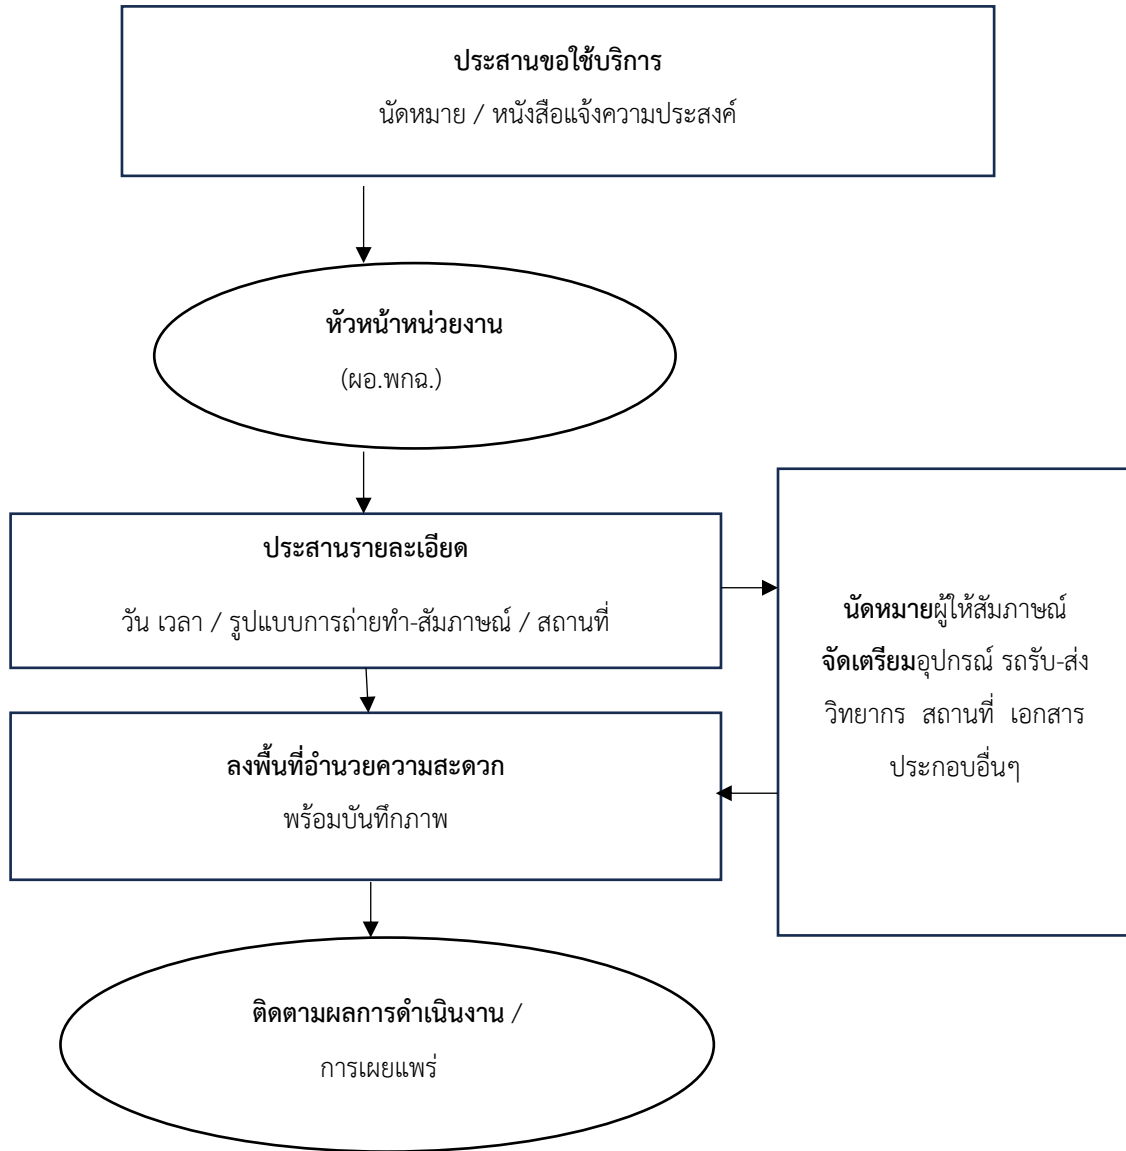 ประสานขอใช้บริการ
นัดหมาย / หนังสือแจ้งความประสงค์
หัวหน้าหน่วยงาน
(ผอ.พกฉ.)
ประสานรายละเอียด
วัน เวลา / รูปแบบการถ่ายทำ-สัมภาษณ์ / สถานที่
นัดหมายผู้ให้สัมภาษณ์
จัดเตรียมอุปกรณ์ รถรับ-ส่ง
วิทยากร สถานที่ เอกสาร
ประกอบอื่นๆ
ลงพื้นที่อำนวยความสะดวก
พร้อมบันทึกภาพ
ติดตามผลการดำเนินงาน /
การเผยแพร่